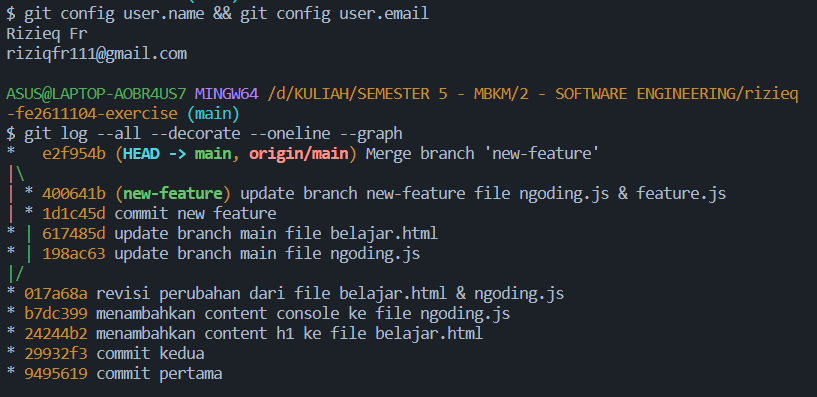 $ git config user.name && git config user.email
Rizieq Fr
riziqfr111@gmail.com
ASUS@LAPTOP-AOBR4US7 MINGW64 /d/KULIAH/SEMESTER 5 - MBKM/2 - SOFTWARE ENGINEERING/rizieq
-fe2611104-exercise (main)
$ git log --all --decorate --oneline --graph
*   e2f954b (HEAD -> main, origin/main) Merge branch 'new-feature'
|\
| * 400641b (new-feature) update branch new-feature file ngoding.js & feature.js
| * 1d1c45d commit new feature
* | 617485d update branch main file belajar.html
* | 198ac63 update branch main file ngoding.js
|/
* 017a68a revisi perubahan dari file belajar.html & ngoding.js
* b7dc399 menambahkan content console ke file ngoding.js
* 24244b2 menambahkan content h1 ke file belajar.html
* 29932f3 commit kedua
* 9495619 commit pertama